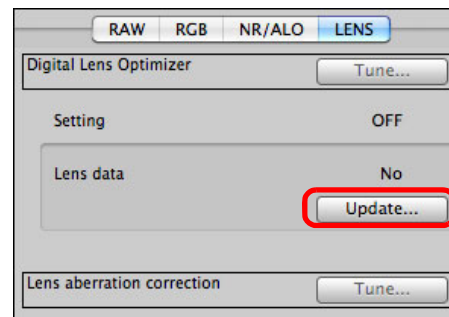 RAW RGB NR/ALO LENS
Digital Lens Optimizer Tune...
Setting OFF
Lens data No
Update...
Lens aberration correction Tune...